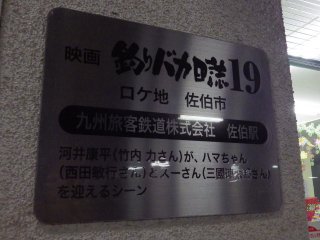 映画 釣りバカ日誌19
ロケ地 佐伯市
九州旅客鉄道株式会社 佐伯駅
河井康平(竹内 力さん)が、ハマちゃん
(西田敏行さん)とスーさん(三國連太郎さん)
を迎えるシーン